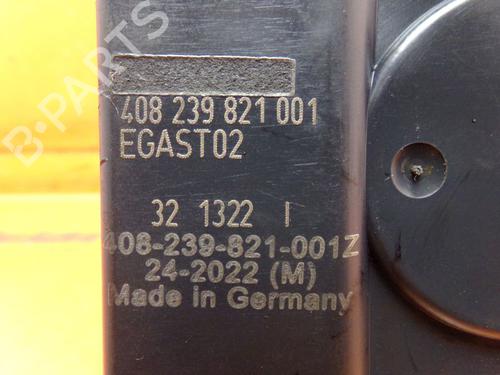 408 239 821 001
EGAST02
32 1322 I
408-239-821-001Z
24-2022 (M)
Made in Germany
B-PARTS